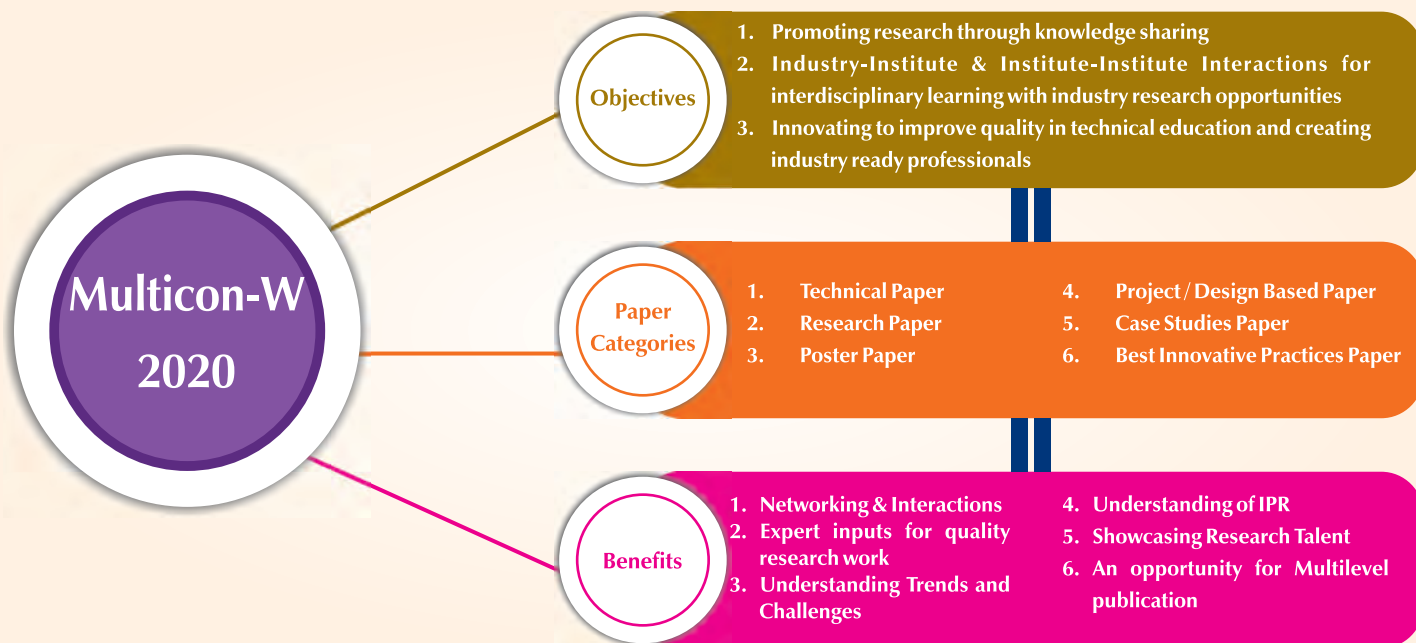 Multicon-W
2020
Objectives
1. Promoting research through knowledge sharing
2. Industry-Institute & Institute-Institute Interactions for
interdisciplinary learning with industry research opportunities
3. Innovating to improve quality in technical education and creating
industry ready professionals
Paper
Categories
1. Technical Paper
2. Research Paper
3. Poster Paper
4. Project / Design Based Paper
5. Case Studies Paper
6. Best Innovative Practices Paper
Benefits
1. Networking & Interactions
2. Expert inputs for quality
research work
3. Understanding Trends and
Challenges
4. Understanding of IPR
5. Showcasing Research Talent
6. An opportunity for Multilevel
publication